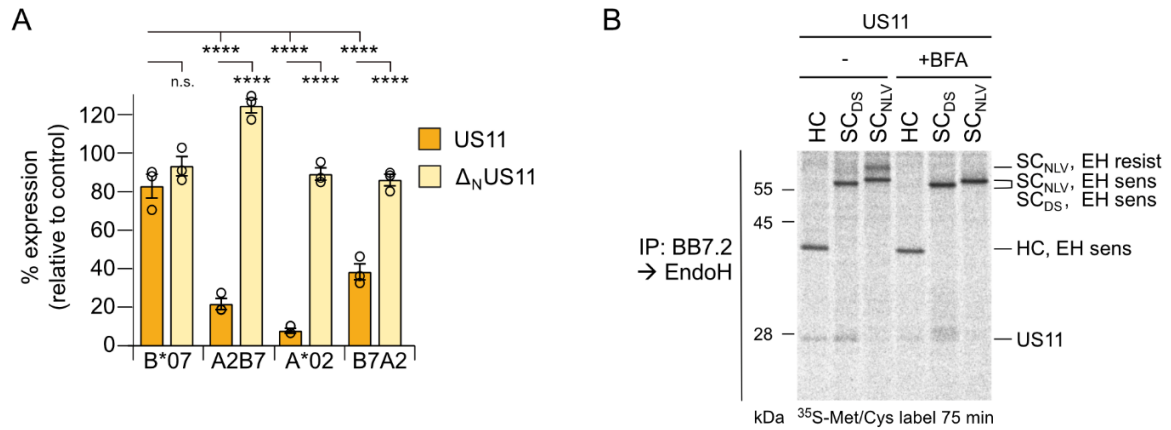 A
**** **** ****
n.s. **** **** ****
% expression
(relative to control)
120
100
80
60
40
20
0
B*07 A2B7 A*02 B7A2
US11
ΔNUS11
B
US11
- +BFA
HC SCDS SCNLV HC SCDS SCNLV
SCNLV, EH resist
55 SCNLV, EH sens
SCDS, EH sens
45
IP: BB7.2
→ EndoH
HC, EH sens
28 US11
kDa 35S-Met/Cys label 75 min